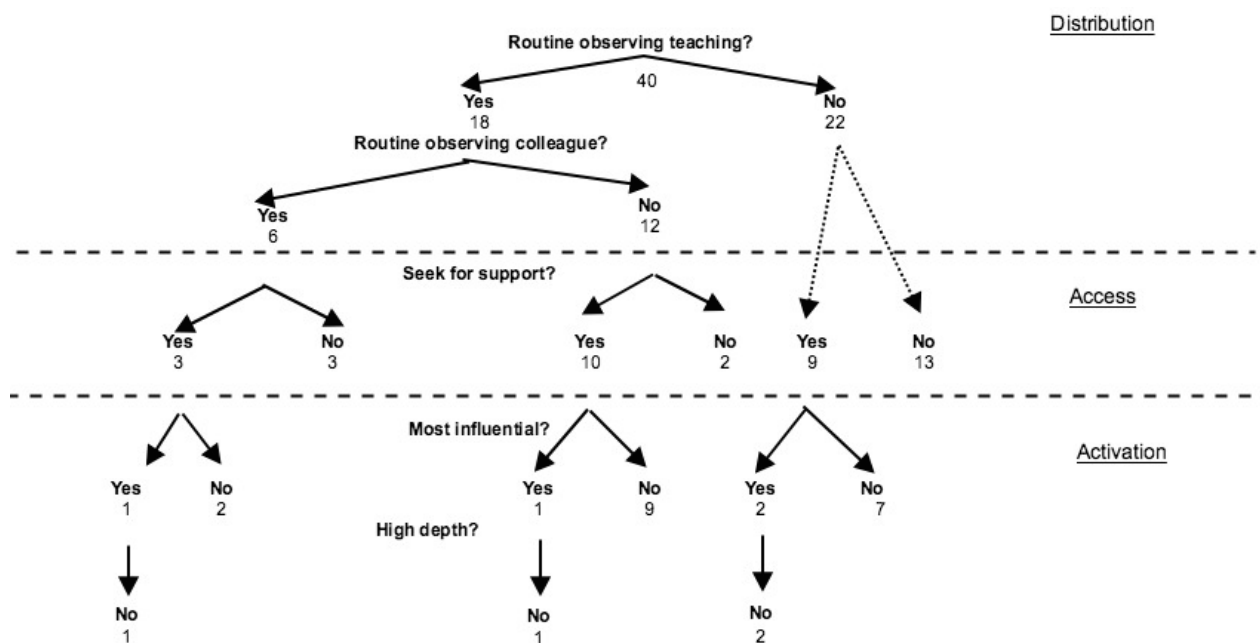 Distribution
Routine observing teaching?
40
Yes
18
No
22
Routine observing colleague?
Yes
6
No
12
Seek for support?
Access
Yes
3
No
3
Yes
10
No
2
Yes
9
No
13
Most influential?
Activation
Yes
1
No
2
Yes
1
No
9
Yes
2
No
7
High depth?
No
1
No
1
No
2